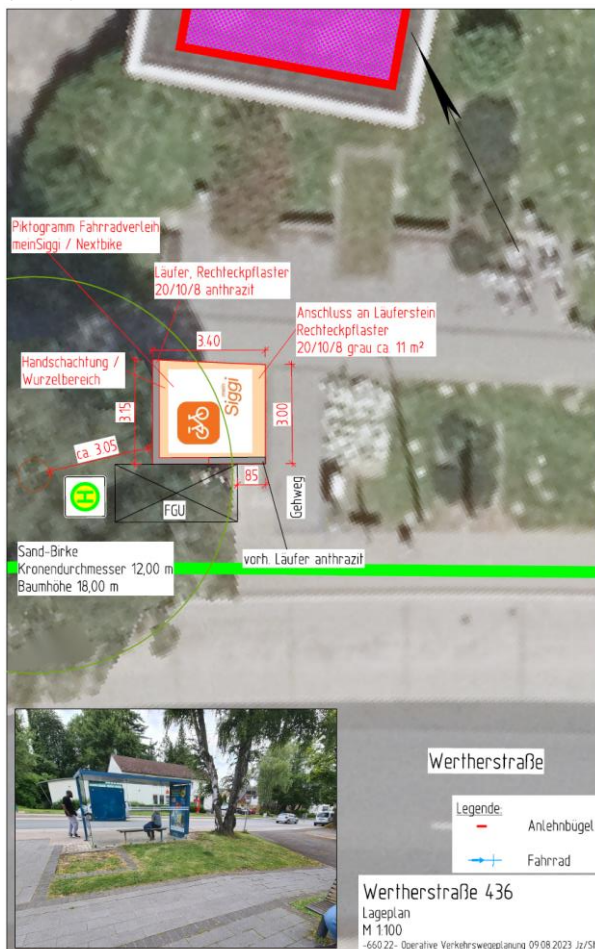 Piktogramm Fahrradverleih
meinSiggi / Nextbike
Läufer, Rechteckpflaster
20/10/8 anthrazit
Anschluss an Läuferstein
Rechteckpflaster
20/10/8 grau ca. 11 m²
3.40
Handschachtung /
Wurzelbereich
3.15
Siggi
3.00
ca. 3.05
H
FGU
85
Gehweg
vorh. Läufer anthrazit
Sand-Birke
Kronendurchmesser 12,00 m
Baumhöhe 18,00 m
Wertherstraße
Legende:
Anlehnbügel
Fahrrad
Wertherstraße 436
Lageplan
M 1:100
-660.22- Operative Verkehrswegeplanung 09.08.2023 Jz/St